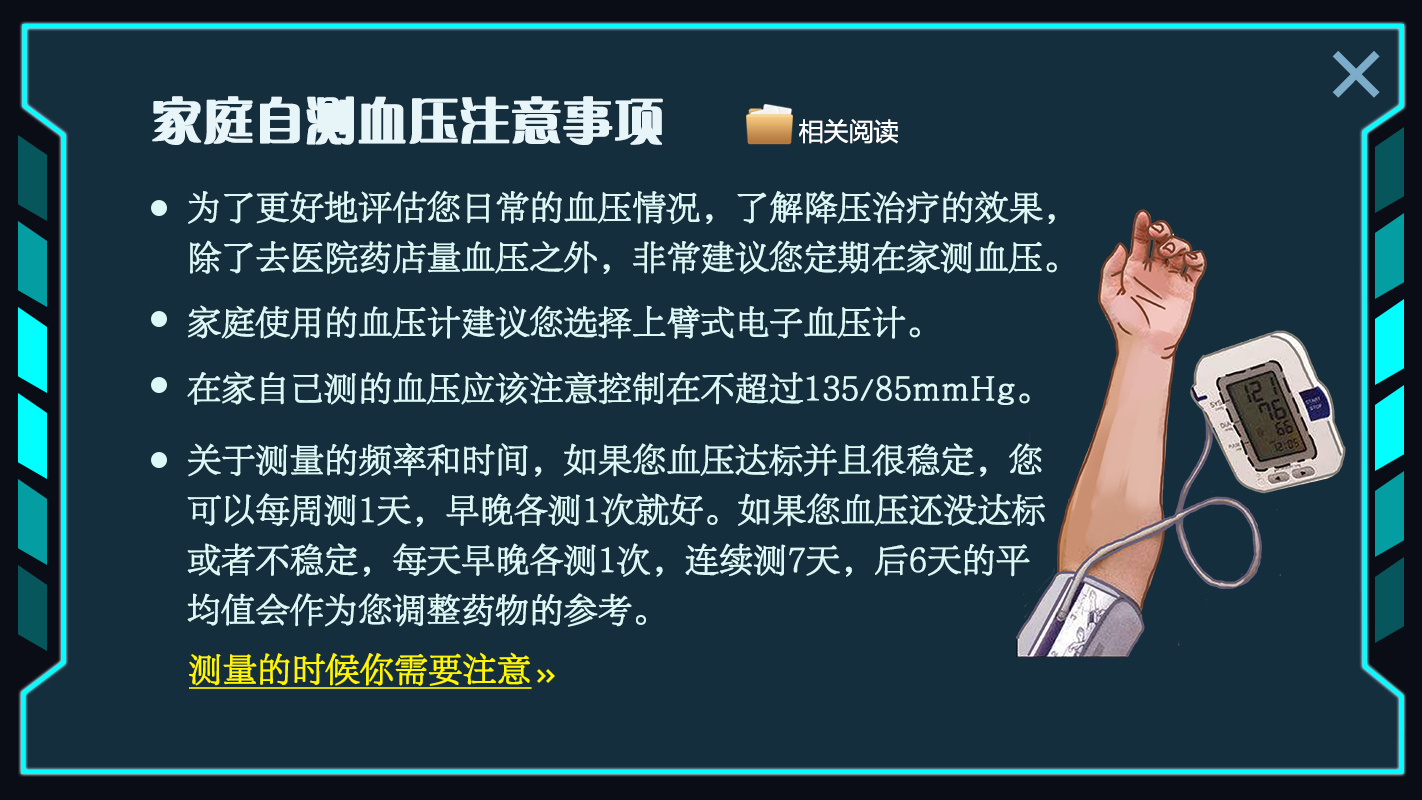 家庭自测血压注意事项
相关阅读
为了更好地评估您日常的血压情况，了解降压治疗的效果，
除了去医院药店量血压之外，非常建议您定期在家测血压。
家庭使用的血压计建议您选择上臂式电子血压计。
在家自己测的血压应该注意控制在不超过135/85mmHg。
关于测量的频率和时间，如果您血压达标并且很稳定，您
可以每周测1天，早晚各测1次就好。如果您血压还没达标
或者不稳定，每天早晚各测1次，连续测7天，后6天的平
均值会作为您调整药物的参考。
测量的时候你需要注意»
121
76
66
12:05
START
STOP